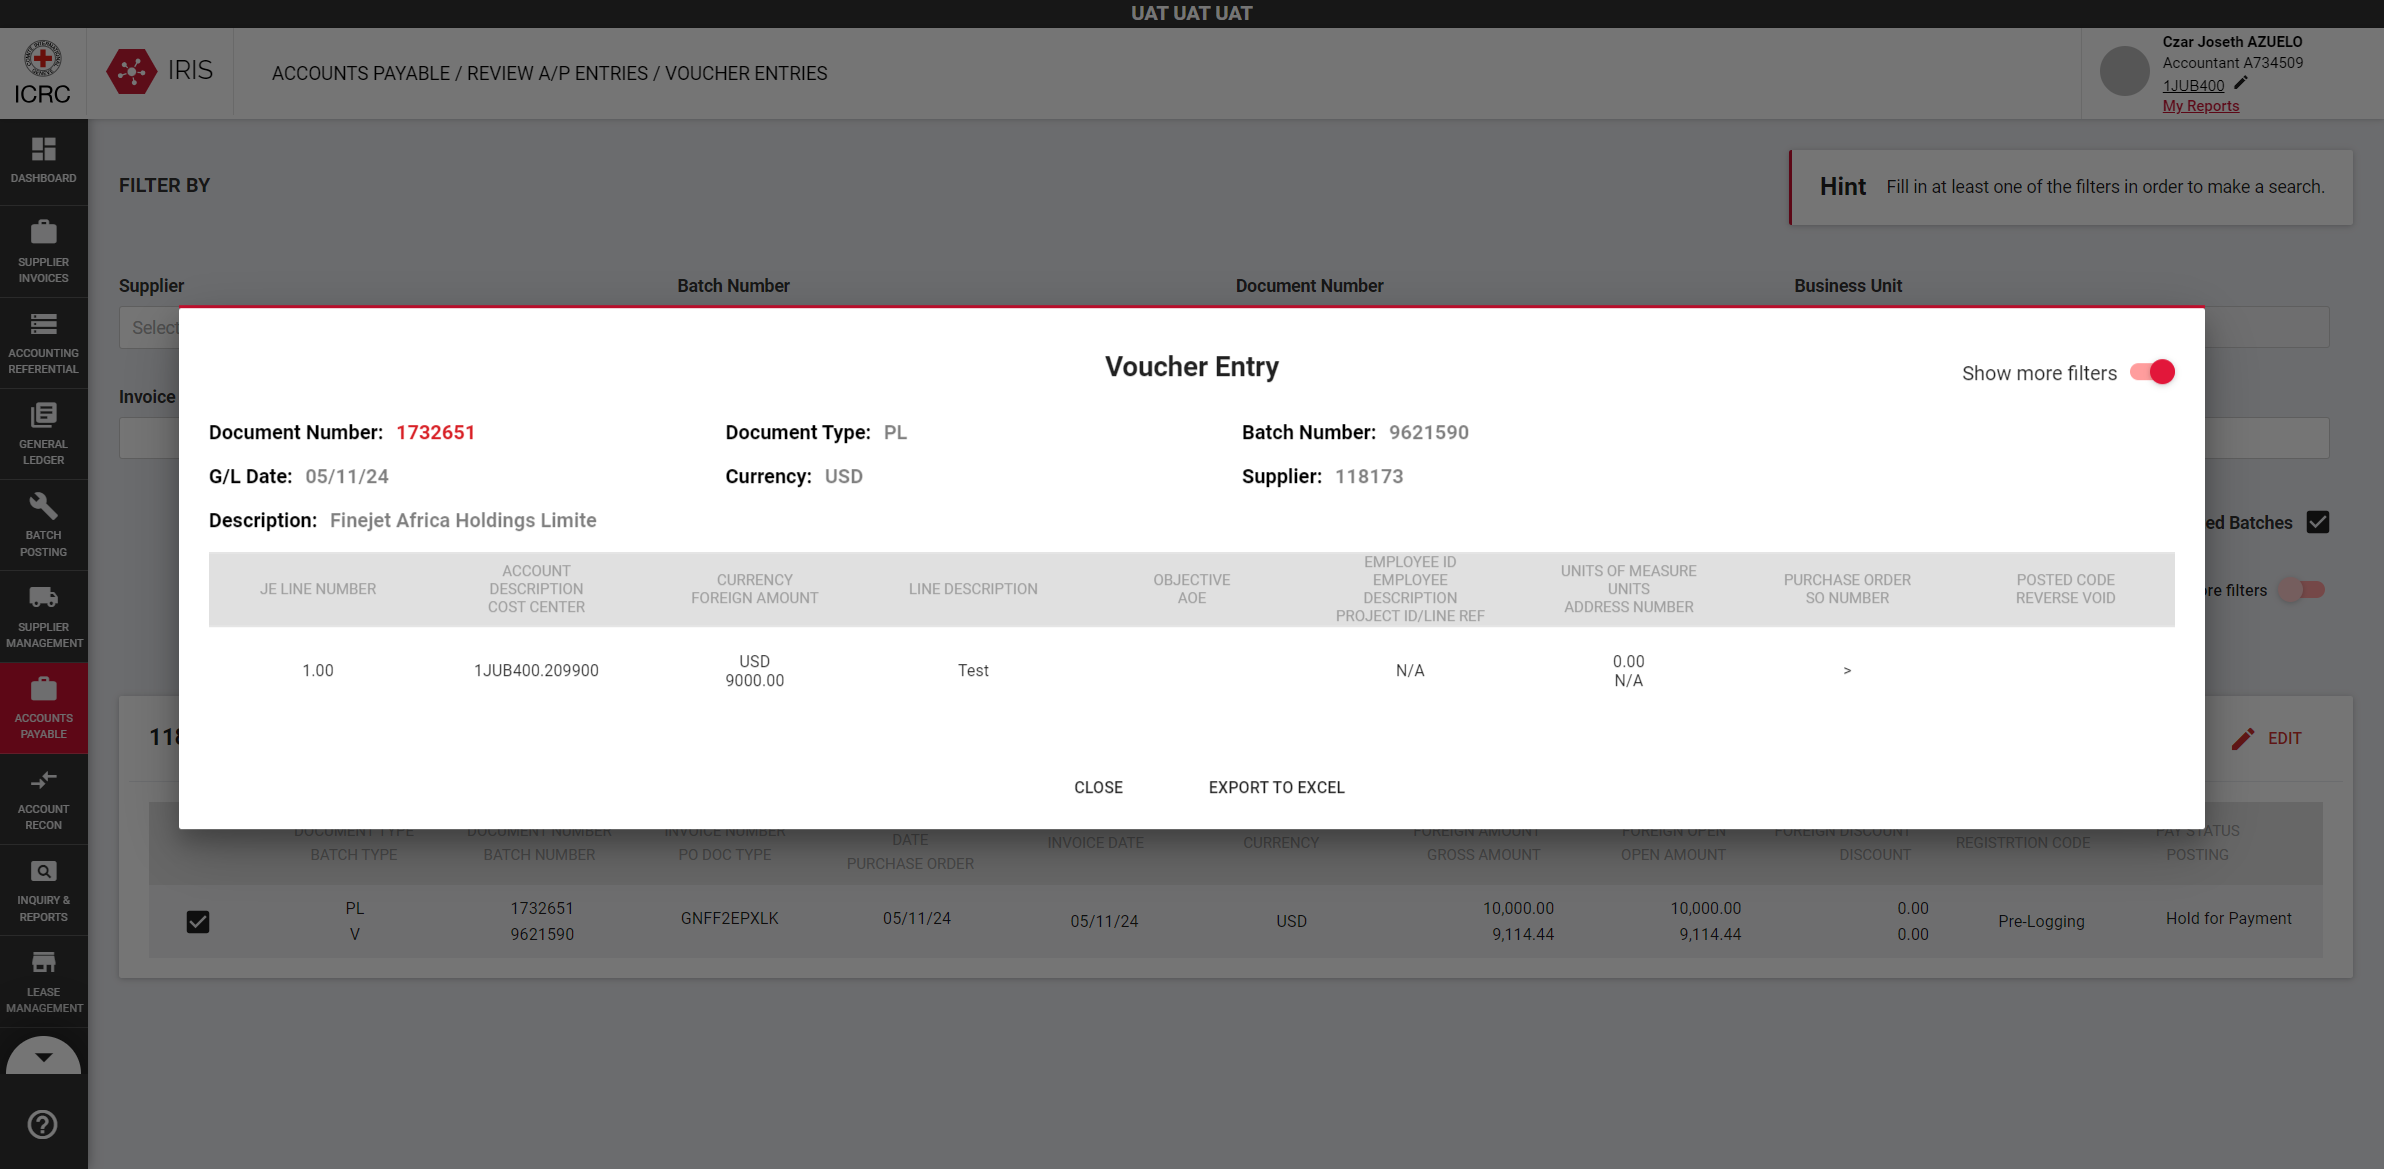 UAT UAT UAT
ICRC
IRIS
ACCOUNTS PAYABLE / REVIEW A/P ENTRIES / VOUCHER ENTRIES
Czar Joseth AZUELO
Accountant A734509
1JUB400
My Reports
DASHBOARD
SUPPLIER
INVOICES
ACCOUNTING
REFERENTIAL
GENERAL
LEDGER
BATCH
POSTING
SUPPLIER
MANAGEMENT
ACCOUNTS
PAYABLE
ACCOUNT
RECON
INQUIRY &
REPORTS
LEASE
MANAGEMENT
FILTER BY
Hint Fill in at least one of the filters in order to make a search.
Supplier Batch Number Document Number Business Unit
Select
Invoice
ed Batches
re filters
Voucher Entry
Show more filters
Document Number: 1732651 Document Type: PL Batch Number: 9621590
G/L Date: 05/11/24 Currency: USD Supplier: 118173
Description: Finejet Africa Holdings Limite
JE LINE NUMBER
ACCOUNT
DESCRIPTION
COST CENTER
CURRENCY
FOREIGN AMOUNT
LINE DESCRIPTION
OBJECTIVE
AOE
EMPLOYEE ID
EMPLOYEE
DESCRIPTION
PROJECT ID/LINE REF
UNITS OF MEASURE
UNITS
ADDRESS NUMBER
PURCHASE ORDER
SO NUMBER
POSTED CODE
REVERSE VOID
1.00
1JUB400.209900
USD
9000.00
Test
N/A
0.00
N/A
>
CLOSE EXPORT TO EXCEL
118
EDIT
DOCUMENT TYPE
BATCH TYPE
DOCUMENT NUMBER
BATCH NUMBER
INVOICE NUMBER
PO DOC TYPE
DATE
PURCHASE ORDER
INVOICE DATE
CURRENCY
FOREIGN AMOUNT
GROSS AMOUNT
FOREIGN OPEN
OPEN AMOUNT
FOREIGN DISCOUNT
DISCOUNT
REGISTRTION CODE
PAY STATUS
POSTING
PL
V
1732651
9621590
GNFF2EPXLK
05/11/24
05/11/24
USD
10,000.00
9,114.44
10,000.00
9,114.44
0.00
0.00
Pre-Logging
Hold for Payment